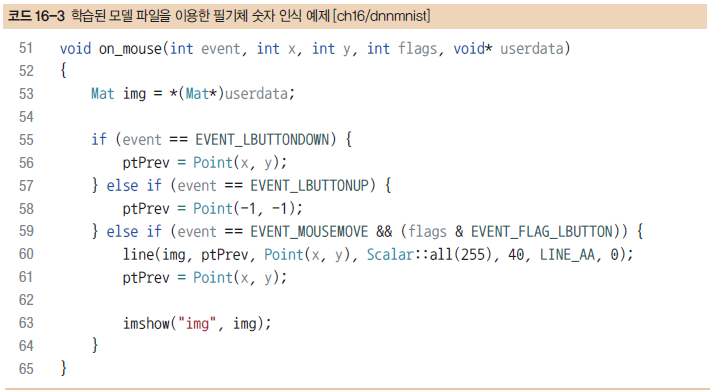 코드 16-3 학습된 모델 파일을 이용한 필기체 숫자 인식 예제 [ch16/dnnmnist]
51 void on_mouse(int event, int x, int y, int flags, void* userdata)
52 {
53     Mat img = *(Mat*)userdata;
54
55     if (event == EVENT_LBUTTONDOWN) {
56         ptPrev = Point(x, y);
57     } else if (event == EVENT_LBUTTONUP) {
58         ptPrev = Point(-1, -1);
59     } else if (event == EVENT_MOUSEMOVE && (flags & EVENT_FLAG_LBUTTON)) {
60         line(img, ptPrev, Point(x, y), Scalar::all(255), 40, LINE_AA, 0);
61         ptPrev = Point(x, y);
62
63         imshow("img", img);
64     }
65 }